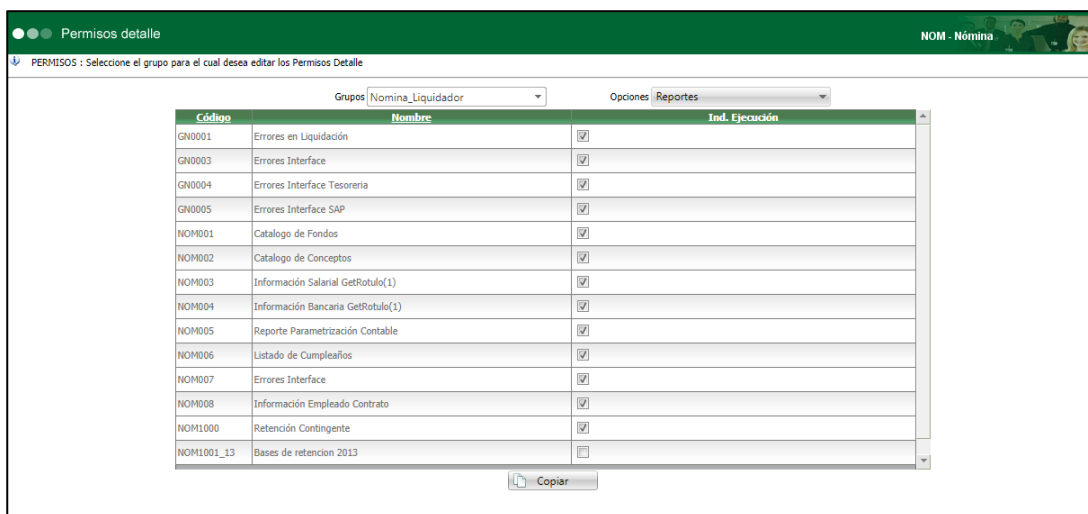 Permisos detalle
NOM - Nómina
PERMISOS : Seleccione el grupo para el cual desea editar los Permisos Detalle
Grupos Nomina_Liquidador Opciones Reportes
Código Nombre Ind. Ejecución
GN0001 Errores en Liquidación
GN0003 Errores Interface
GN0004 Errores Interface Tesoreria
GN0005 Errores Interface SAP
NOM001 Catalogo de Fondos
NOM002 Catalogo de Conceptos
NOM003 Información Salarial GetRotulo(1)
NOM004 Información Bancaria GetRotulo(1)
NOM005 Reporte Parametrización Contable
NOM006 Listado de Cumpleaños
NOM007 Errores Interface
NOM008 Información Empleado Contrato
NOM1000 Retención Contingente
NOM1001_13 Bases de retencion 2013
Copiar